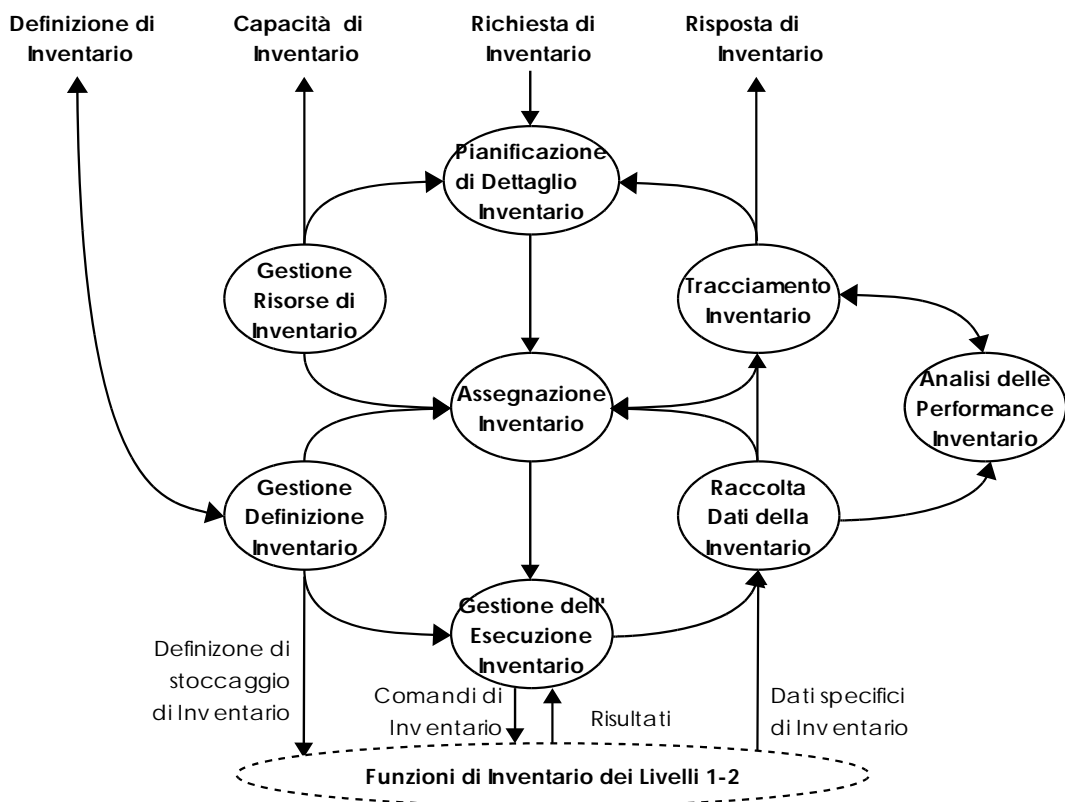 Definizione di
Inventario
Capacità di
Inventario
Richiesta di
Inventario
Risposta di
Inventario
Pianificazione
di Dettaglio
Inventario
Gestione
Risorse di
Inventario
Tracciamento
Inventario
Assegnazione
Inventario
Analisi delle
Performance
Inventario
Gestione
Definizione
Inventario
Raccolta
Dati della
Inventario
Gestione dell'
Esecuzione
Inventario
Definizone di
stoccaggio
di Inventario
Comandi di
Inventario
Risultati
Dati specifici
di Inventario
Funzioni di Inventario dei Livelli 1-2